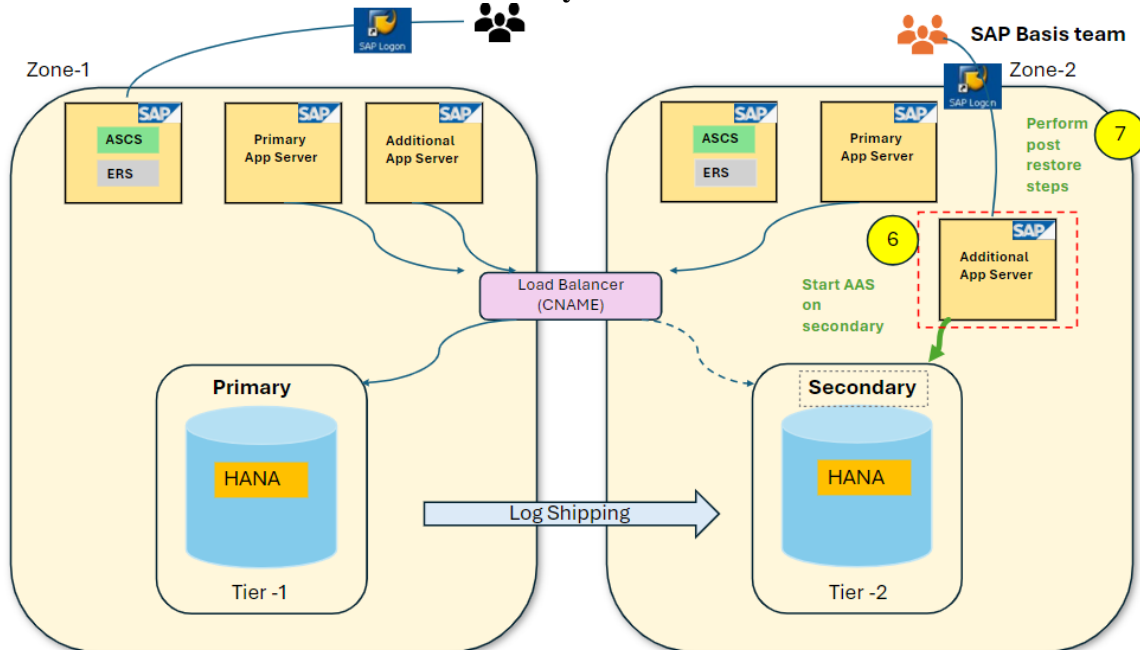 SAP Logon
SAP Basis team
Zone-1
Zone-2
SAP Logon
SAP
ASCS
ERS
SAP
Primary
App Server
SAP
Additional
App Server
SAP
ASCS
ERS
SAP
Primary
App Server
Perform
post
restore
steps
7
6
SAP
Additional
App Server
Start AAS
on
secondary
Load Balancer
(CNAME)
Primary
HANA
Tier -1
Log Shipping
Secondary
HANA
Tier -2